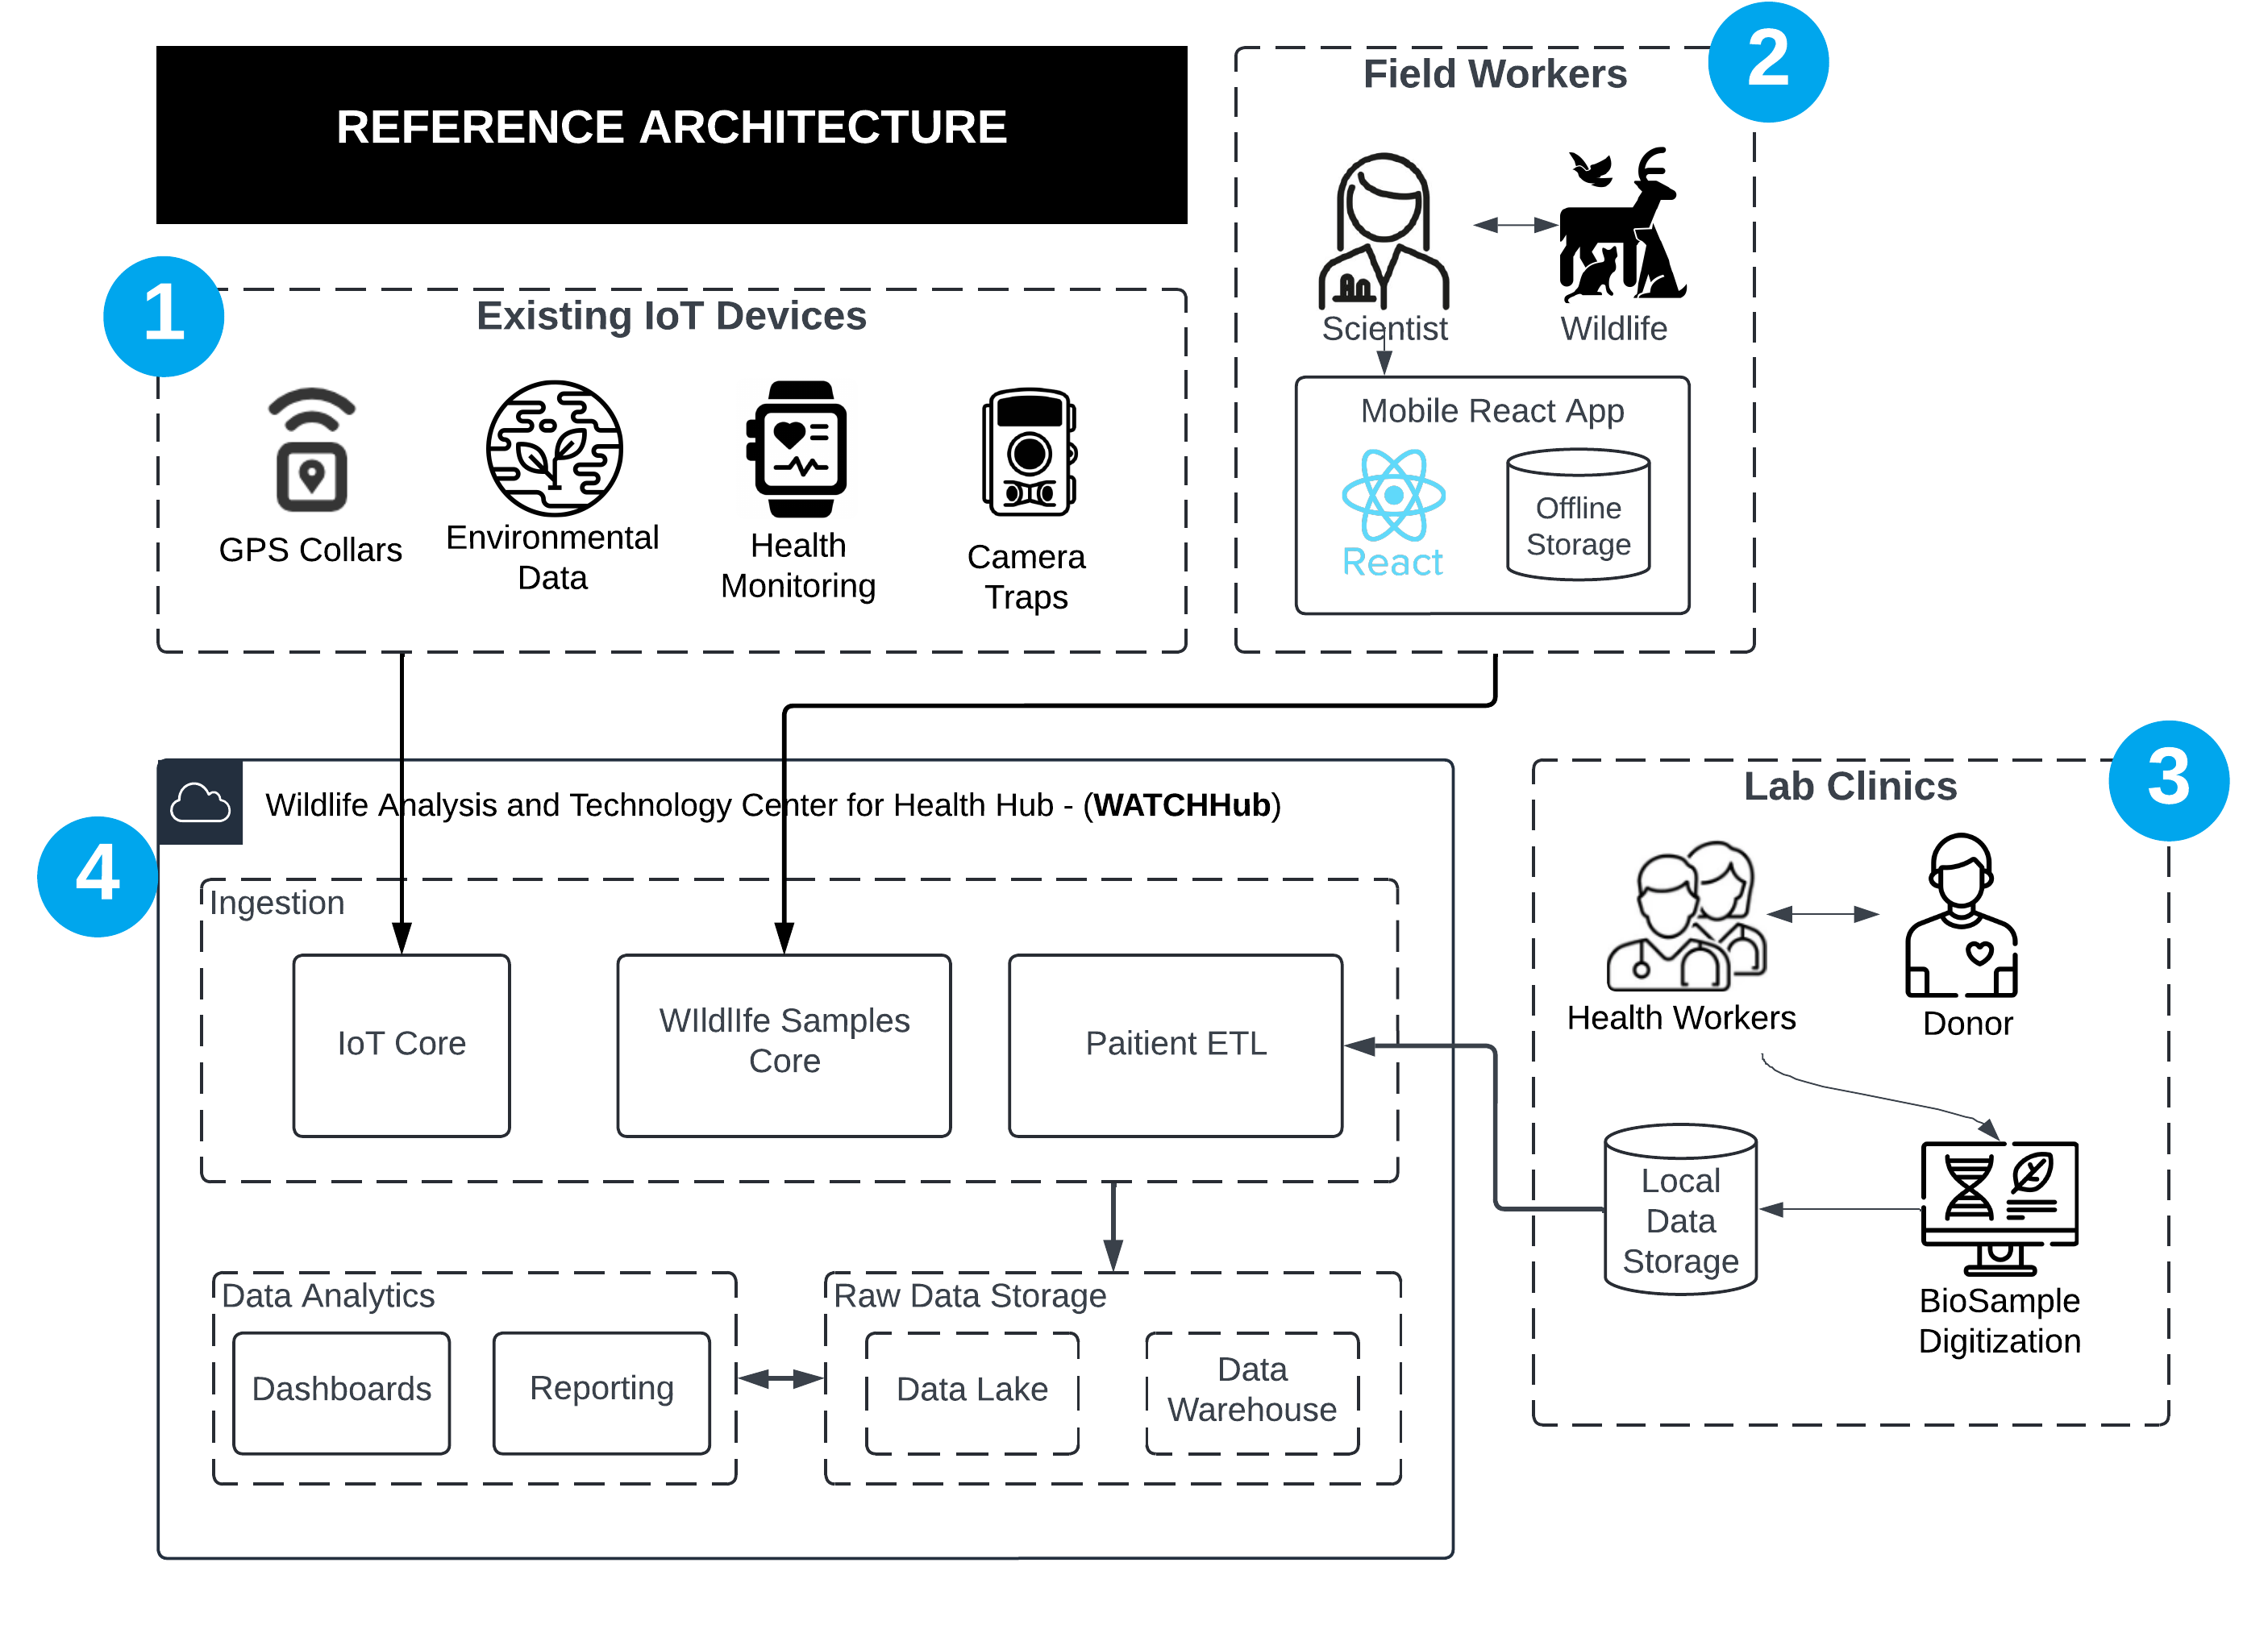 REFERENCE ARCHITECTURE
1
Existing IoT Devices
GPS Collars
Environmental
Data
Health
Monitoring
Camera
Traps
2
Field Workers
Scientist
Wildlife
Mobile React App
React
Offline
Storage
3
Lab Clinics
Health Workers
Donor
Local
Data
Storage
BioSample
Digitization
4
Wildlife Analysis and Technology Center for Health Hub - (WATCHHub)
Ingestion
IoT Core
WIldlIfe Samples
Core
Paitient ETL
Data Analytics
Dashboards
Reporting
Raw Data Storage
Data Lake
Data
Warehouse